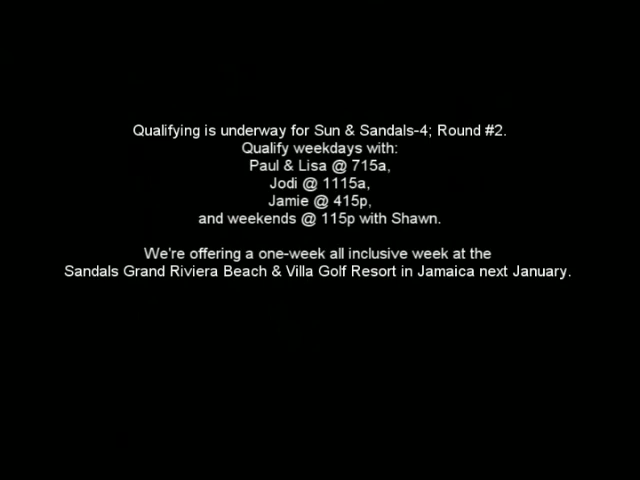 Qualifying is underway for Sun & Sandals-4; Round #2.
Qualify weekdays with:
Paul & Lisa @ 715a,
Jodi @ 1115a,
Jamie @ 415p,
and weekends @ 115p with Shawn.
We're offering a one-week all inclusive week at the
Sandals Grand Riviera Beach & Villa Golf Resort in Jamaica next January.